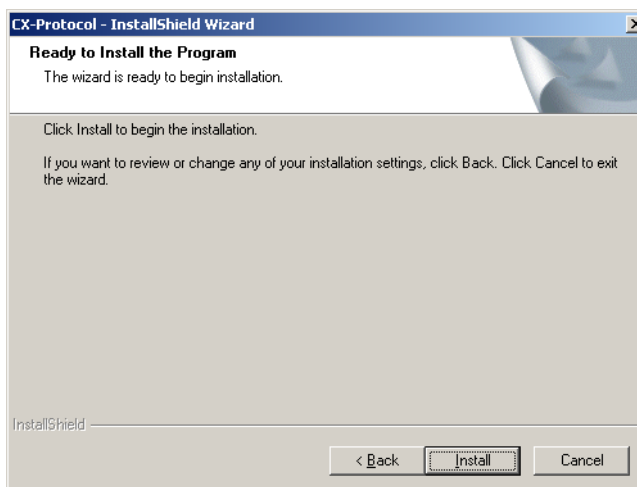 CX-Protocol - InstallShield Wizard
Ready to Install the Program
The wizard is ready to begin installation.
Click Install to begin the installation.
If you want to review or change any of your installation settings, click Back. Click Cancel to exit
the wizard.
InstallShield
< Back Install Cancel